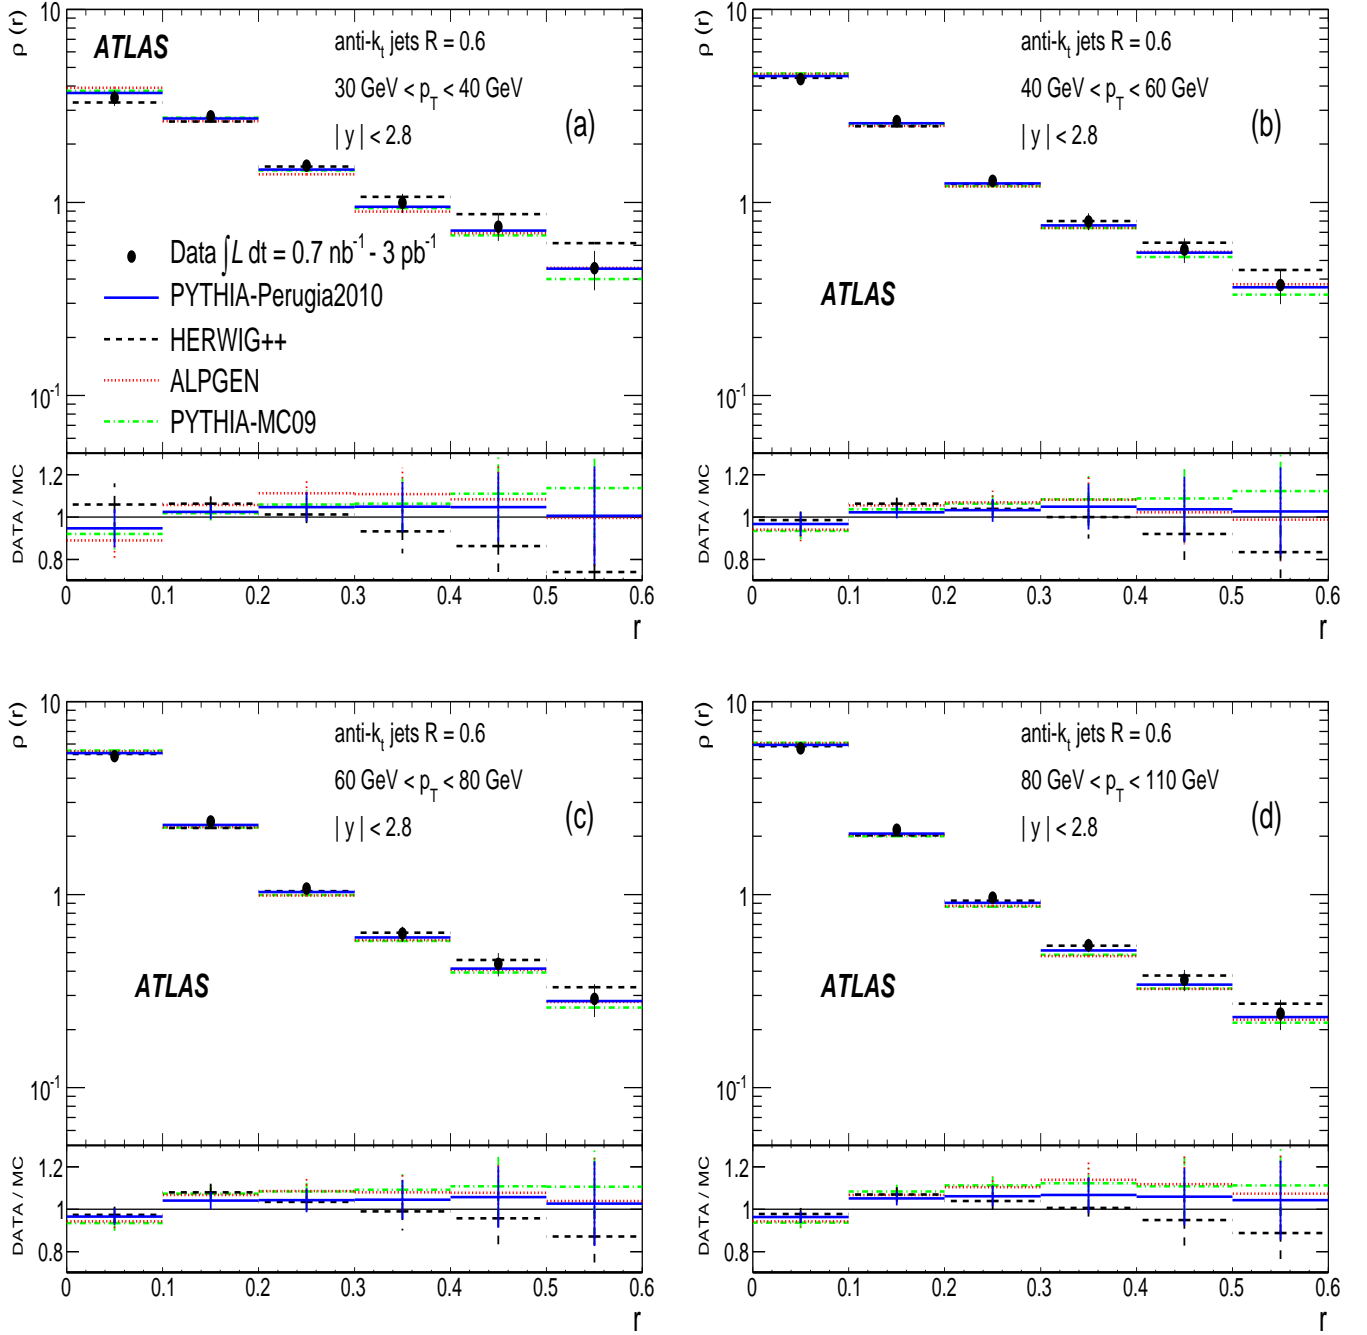 ρ (r)
10
ATLAS
anti-k_t jets R = 0.6
30 GeV < p_T < 40 GeV
(a)
| y | < 2.8
1
Data ∫L dt = 0.7 nb⁻¹ - 3 pb⁻¹
PYTHIA-Perugia2010
HERWIG++
ALPGEN
PYTHIA-MC09
10⁻¹
DATA / MC
1.2
1
0.8
0 0.1 0.2 0.3 0.4 0.5 0.6
r
ρ (r)
10
anti-k_t jets R = 0.6
40 GeV < p_T < 60 GeV
(b)
| y | < 2.8
1
ATLAS
10⁻¹
DATA / MC
1.2
1
0.8
0 0.1 0.2 0.3 0.4 0.5 0.6
r
ρ (r)
10
anti-k_t jets R = 0.6
60 GeV < p_T < 80 GeV
(c)
| y | < 2.8
1
ATLAS
10⁻¹
DATA / MC
1.2
1
0.8
0 0.1 0.2 0.3 0.4 0.5 0.6
r
ρ (r)
10
anti-k_t jets R = 0.6
80 GeV < p_T < 110 GeV
(d)
| y | < 2.8
1
ATLAS
10⁻¹
DATA / MC
1.2
1
0.8
0 0.1 0.2 0.3 0.4 0.5 0.6
r